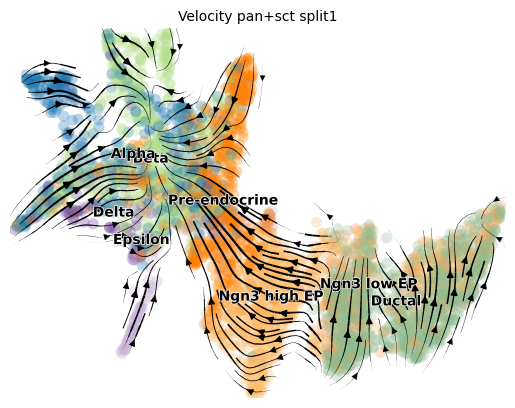 Velocity pan+sct split1
Alpha
Beta
Pre-endocrine
Delta
Epsilon
Ngn3 low EP
Ngn3 high EP
Ductal